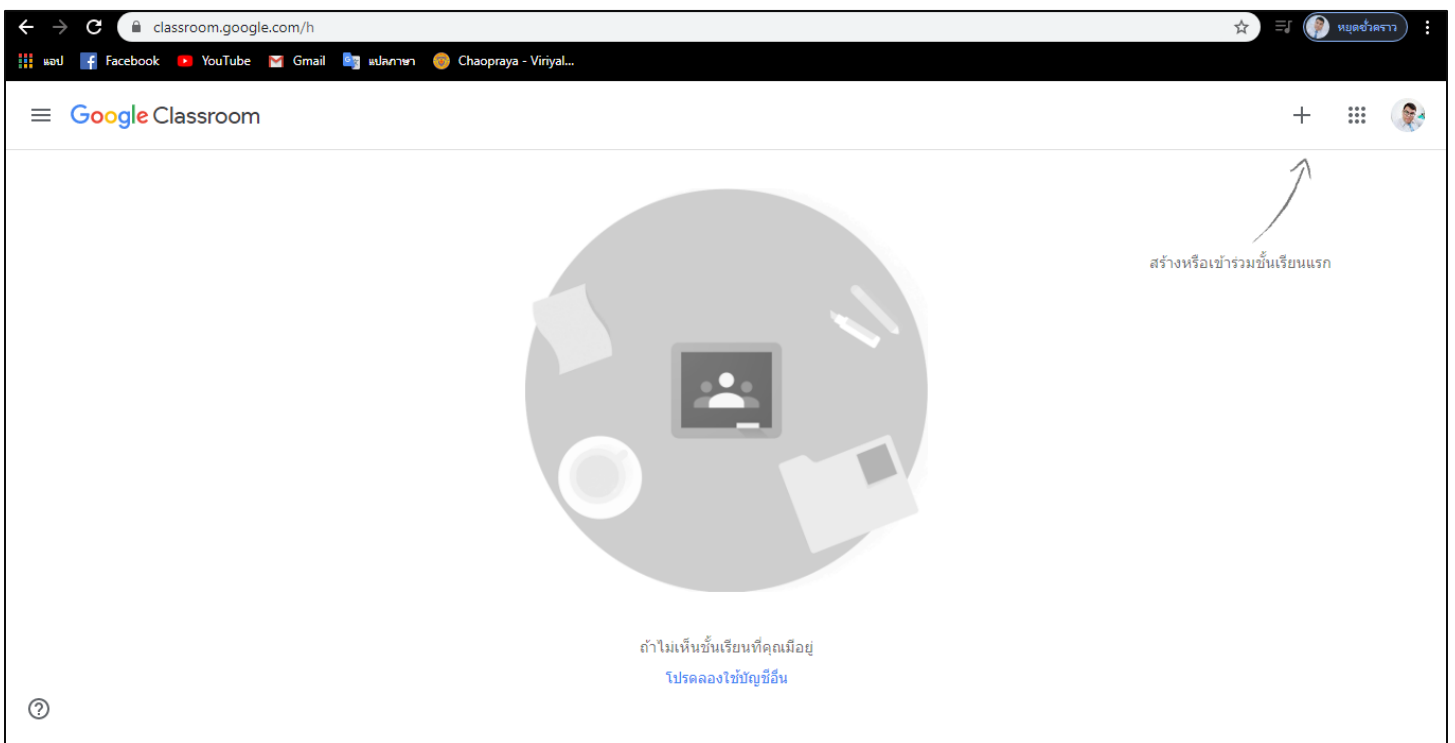 classroom.google.com/h
หยุดชั่วคราว
แอป Facebook YouTube Gmail แปลภาษา Chaopraya - Viriyal...
Google Classroom
สร้างหรือเข้าร่วมชั้นเรียนแรก
ถ้าไม่เห็นชั้นเรียนที่คุณมีอยู่
โปรดลองใช้บัญชีอื่น